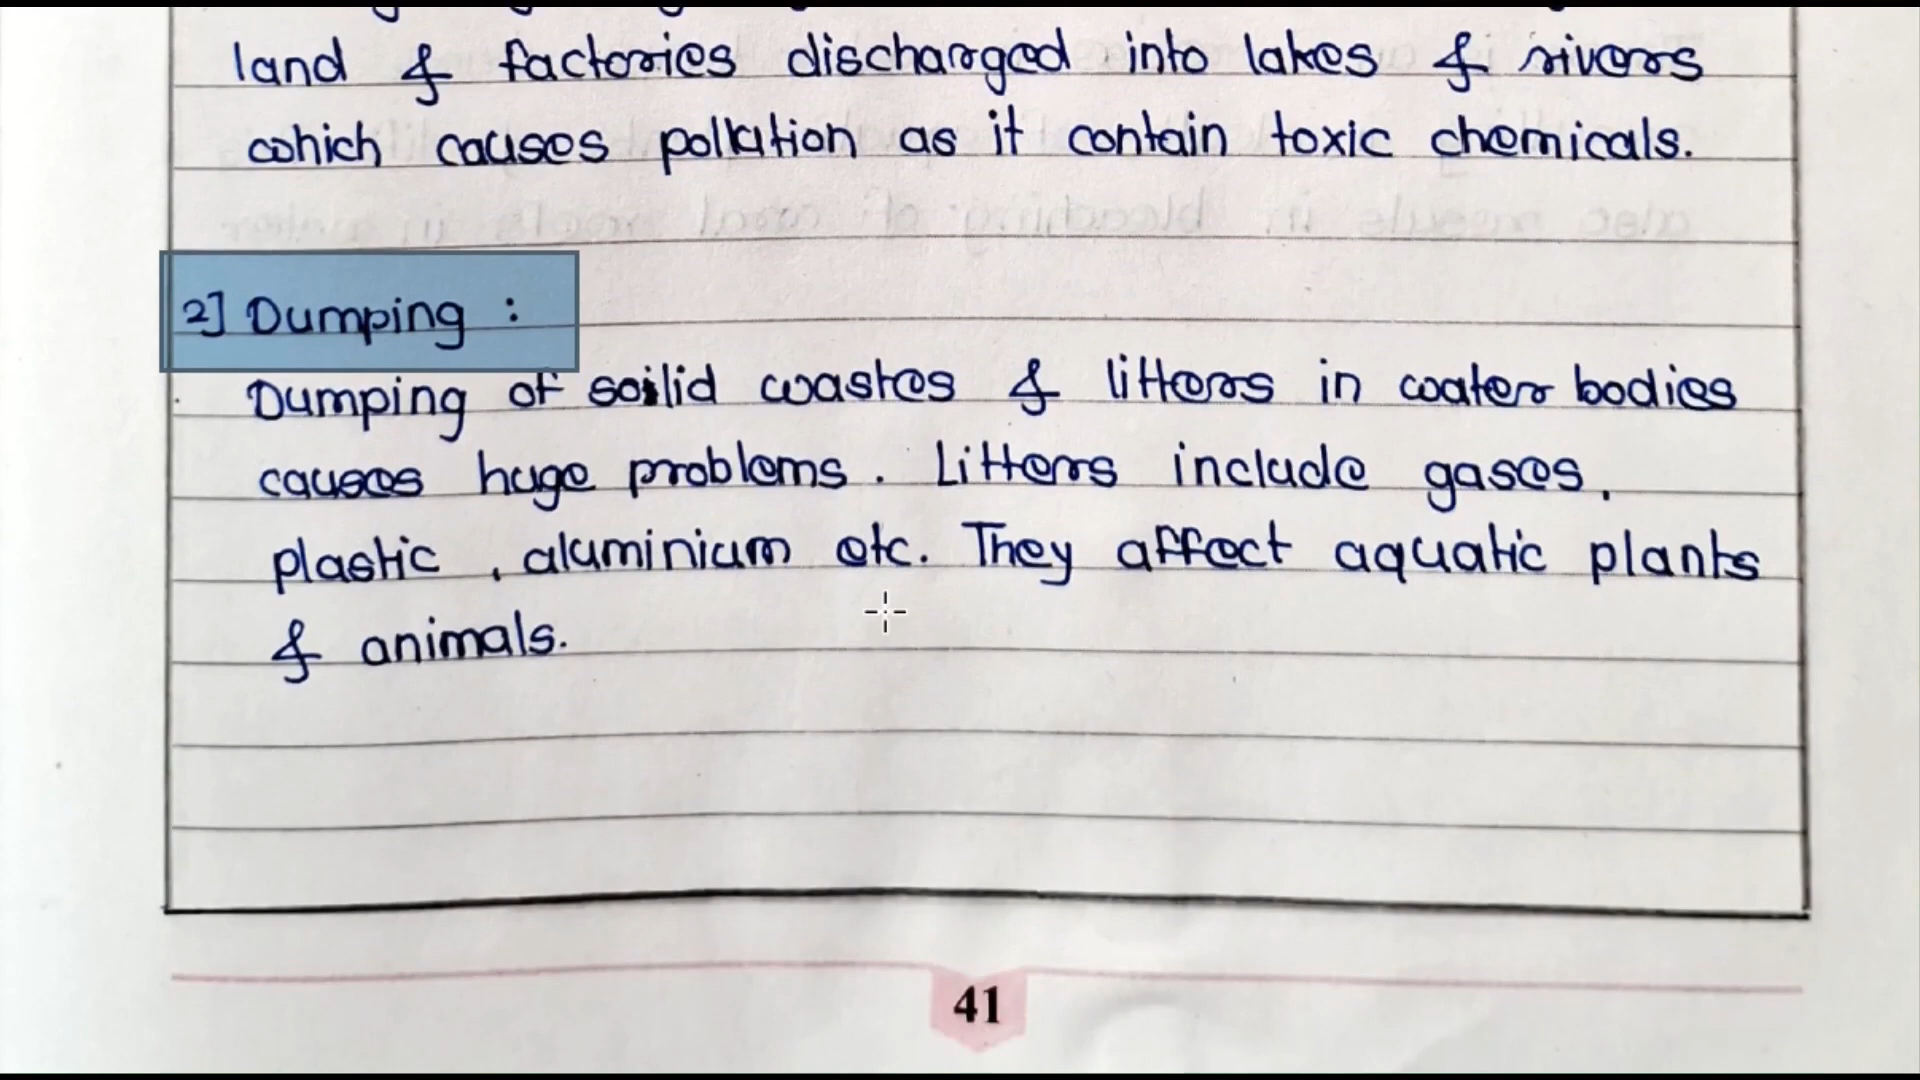 land & factories discharged into lakes & rivers
which causes pollution as it contain toxic chemicals.
2] Dumping :
Dumping of soilid wastes & litters in water bodies
causes huge problems. Litters include gases,
plastic, aluminium etc. They affect aquatic plants
& animals.
41